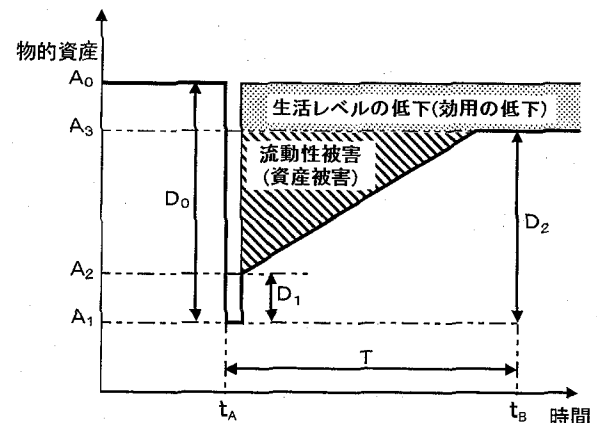 物的資産
A₀
A₃
A₂
A₁
生活レベルの低下(効用の低下)
流動性被害
(資産被害)
D₀
D₁
D₂
T
tA
tB
時間